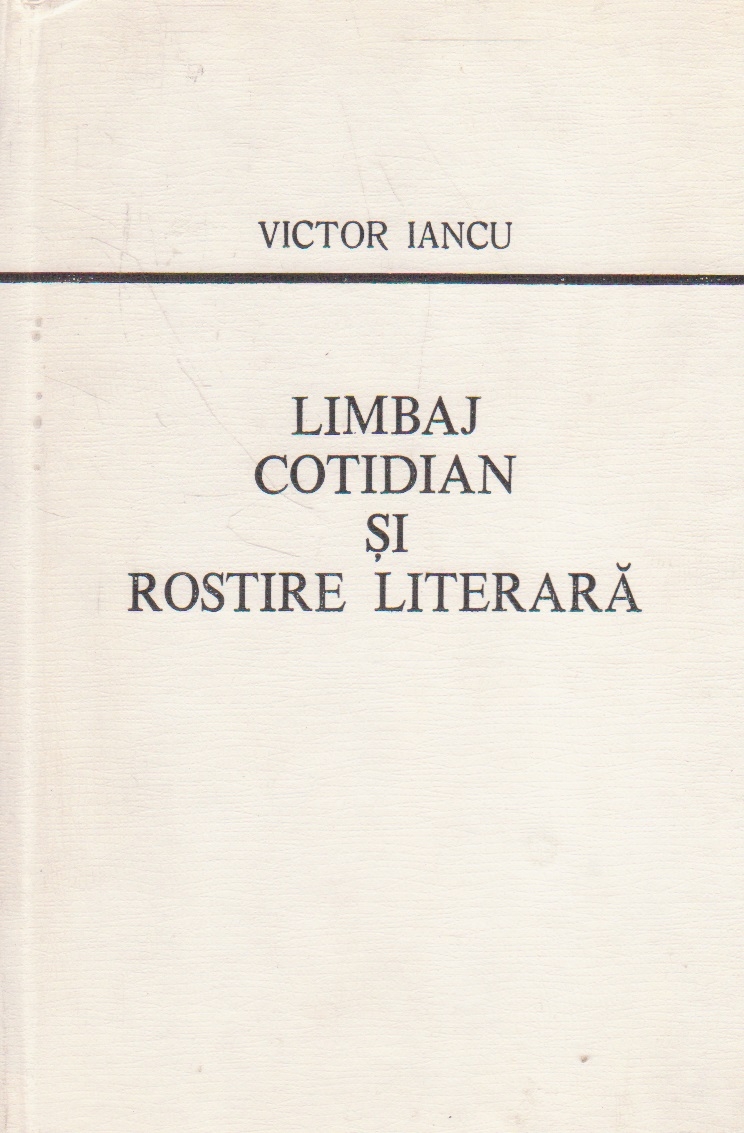 VICTOR IANCU
LIMBAJ
COTIDIAN
ȘI
ROSTIRE LITERARĂ